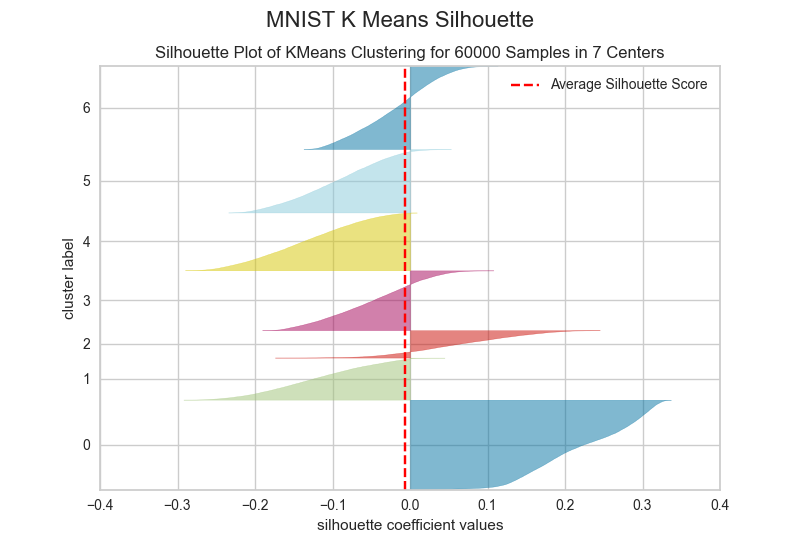 MNIST K Means Silhouette
Silhouette Plot of KMeans Clustering for 60000 Samples in 7 Centers
Average Silhouette Score
cluster label
6
5
4
3
2
1
0
−0.4 −0.3 −0.2 −0.1 0.0 0.1 0.2 0.3 0.4
silhouette coefficient values